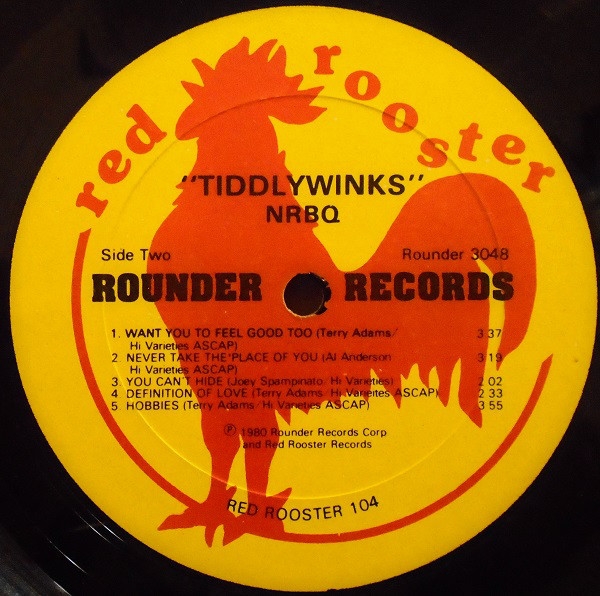 red rooster
"TIDDLYWINKS"
NRBQ
Side Two Rounder 3048
ROUNDER RECORDS
1. WANT YOU TO FEEL GOOD TOO (Terry Adams/ 3 37
Hi Varieties ASCAP)
2. NEVER TAKE THE PLACE OF YOU (Al Anderson 3 19
Hi Varieties ASCAP)
3. YOU CAN'T HIDE (Joey Spampinato/Hi Varieties) 2 02
4 DEFINITION OF LOVE (Terry Adams/Hi Varieites ASCAP) 2 33
5 HOBBIES (Terry Adams/Hi Varieties ASCAP) 3 55
℗ 1980 Rounder Records Corp
and Red Rooster Records
RED ROOSTER 104